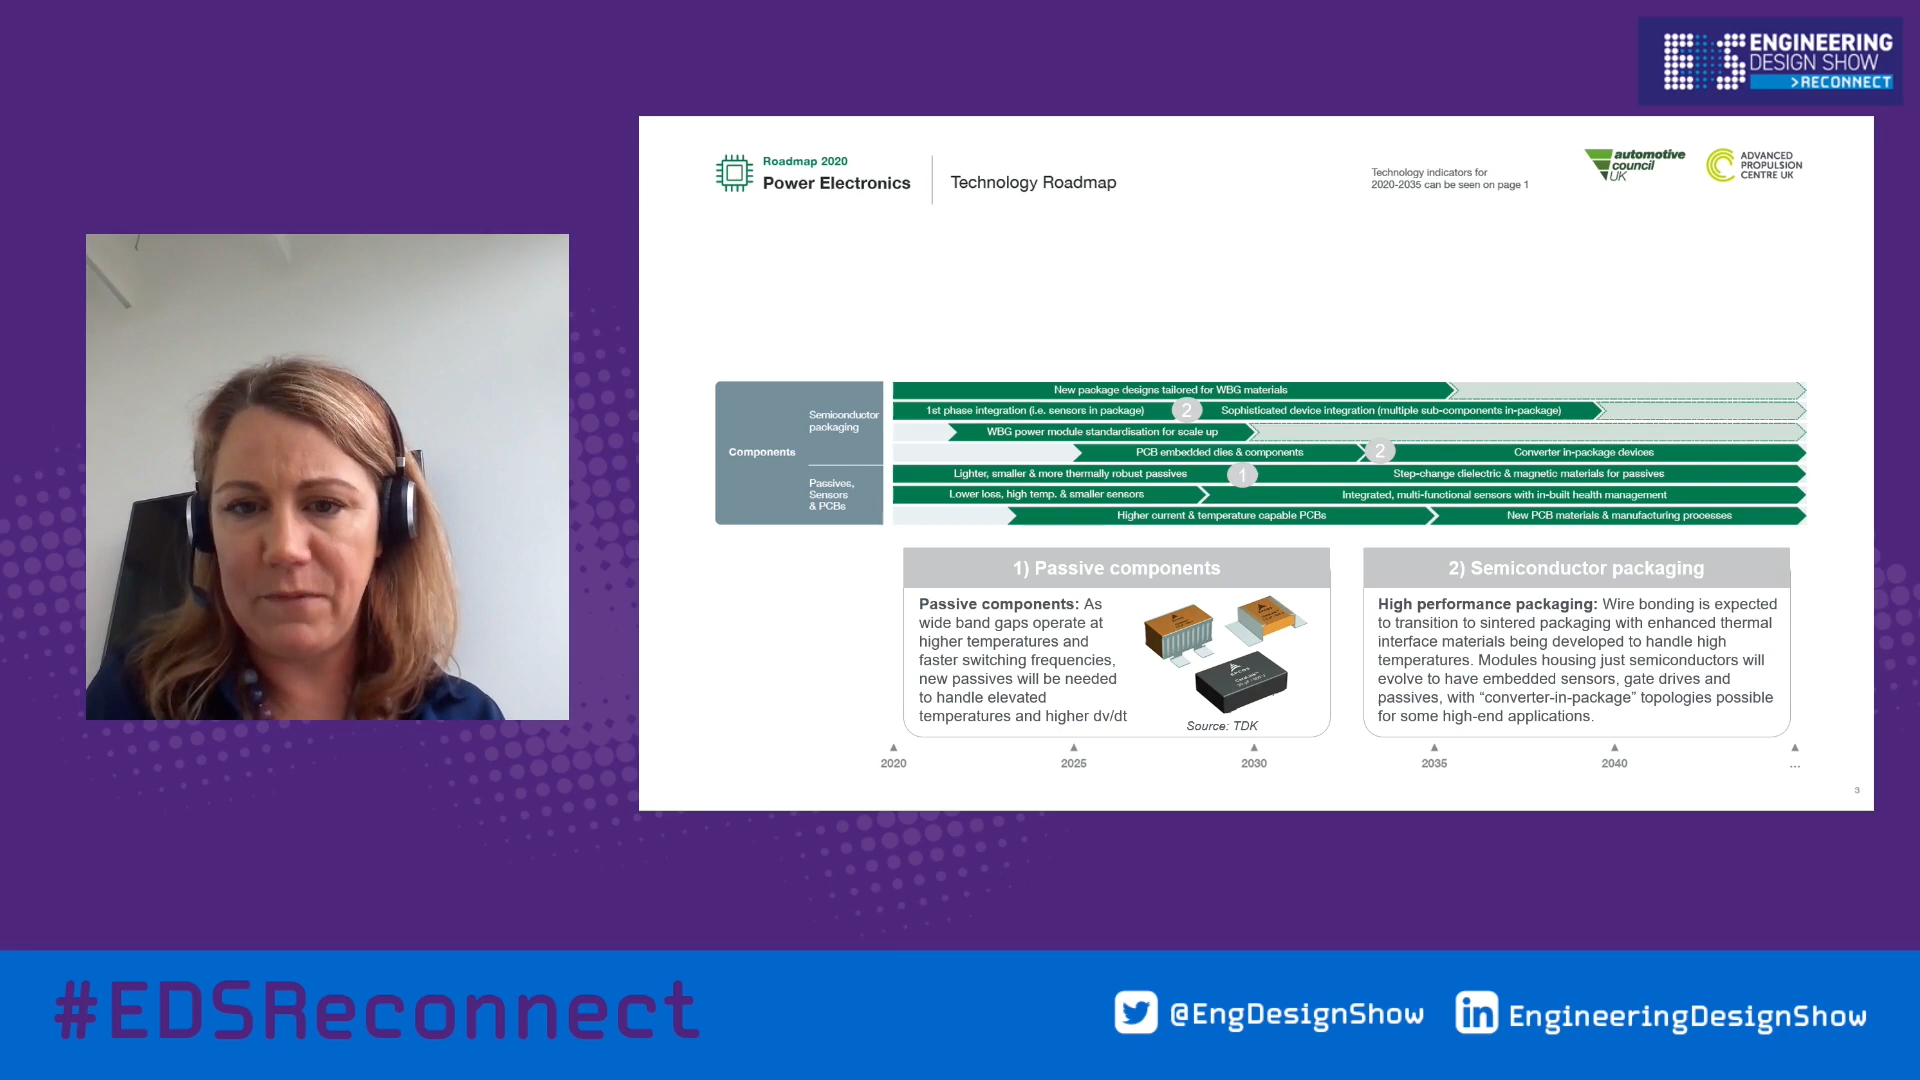 ENGINEERING
DESIGN SHOW
>RECONNECT
Roadmap 2020
Power Electronics
Technology Roadmap
Technology indicators for
2020-2035 can be seen on page 1
automotive
council
UK
ADVANCED
PROPULSION
CENTRE UK
Components
Semiconductor
packaging
Passives,
Sensors
& PCBs
New package designs tailored for WBG materials
1st phase integration (i.e. sensors in package) 2 Sophisticated device integration (multiple sub-components in-package)
WBG power module standardisation for scale up
PCB embedded dies & components 2 Converter in-package devices
Lighter, smaller & more thermally robust passives 1 Step-change dielectric & magnetic materials for passives
Lower loss, high temp. & smaller sensors Integrated, multi-functional sensors with in-built health management
Higher current & temperature capable PCBs New PCB materials & manufacturing processes
1) Passive components
Passive components: As
wide band gaps operate at
higher temperatures and
faster switching frequencies,
new passives will be needed
to handle elevated
temperatures and higher dv/dt
Source: TDK
2) Semiconductor packaging
High performance packaging: Wire bonding is expected
to transition to sintered packaging with enhanced thermal
interface materials being developed to handle high
temperatures. Modules housing just semiconductors will
evolve to have embedded sensors, gate drives and
passives, with “converter-in-package” topologies possible
for some high-end applications.
2020 2025 2030 2035 2040 ...
3
#EDSReconnect
@EngDesignShow
in EngineeringDesignShow